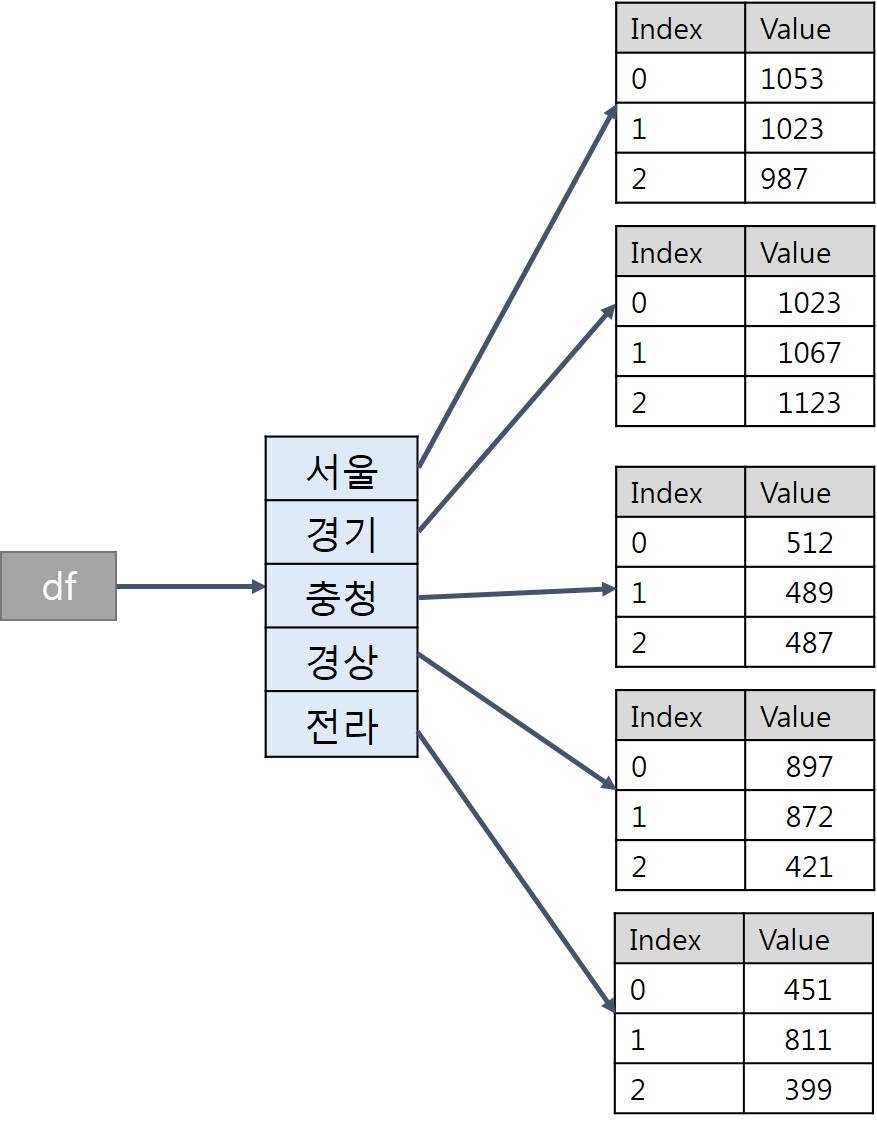 df
서울
경기
충청
경상
전라
Index Value
0 1053
1 1023
2 987
Index Value
0 1023
1 1067
2 1123
Index Value
0 512
1 489
2 487
Index Value
0 897
1 872
2 421
Index Value
0 451
1 811
2 399